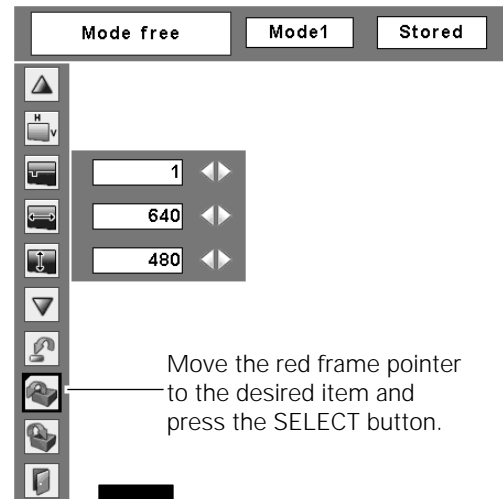 Mode free
Mode1
Stored
H
V
1
640
480
Move the red frame pointer
to the desired item and
press the SELECT button.